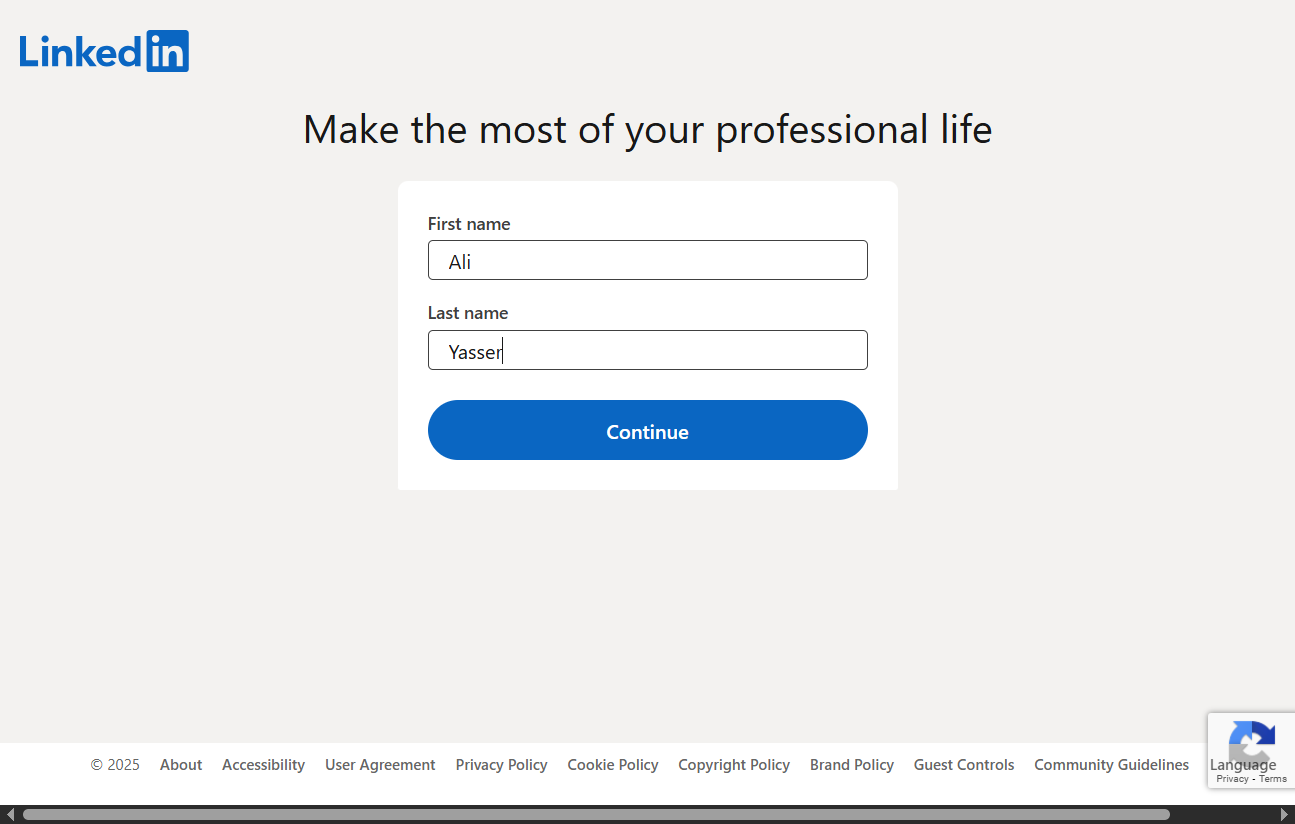 Linkedin
Make the most of your professional life
First name
Ali
Last name
Yasser
Continue
© 2025 About Accessibility User Agreement Privacy Policy Cookie Policy Copyright Policy Brand Policy Guest Controls Community Guidelines Language
Privacy - Terms